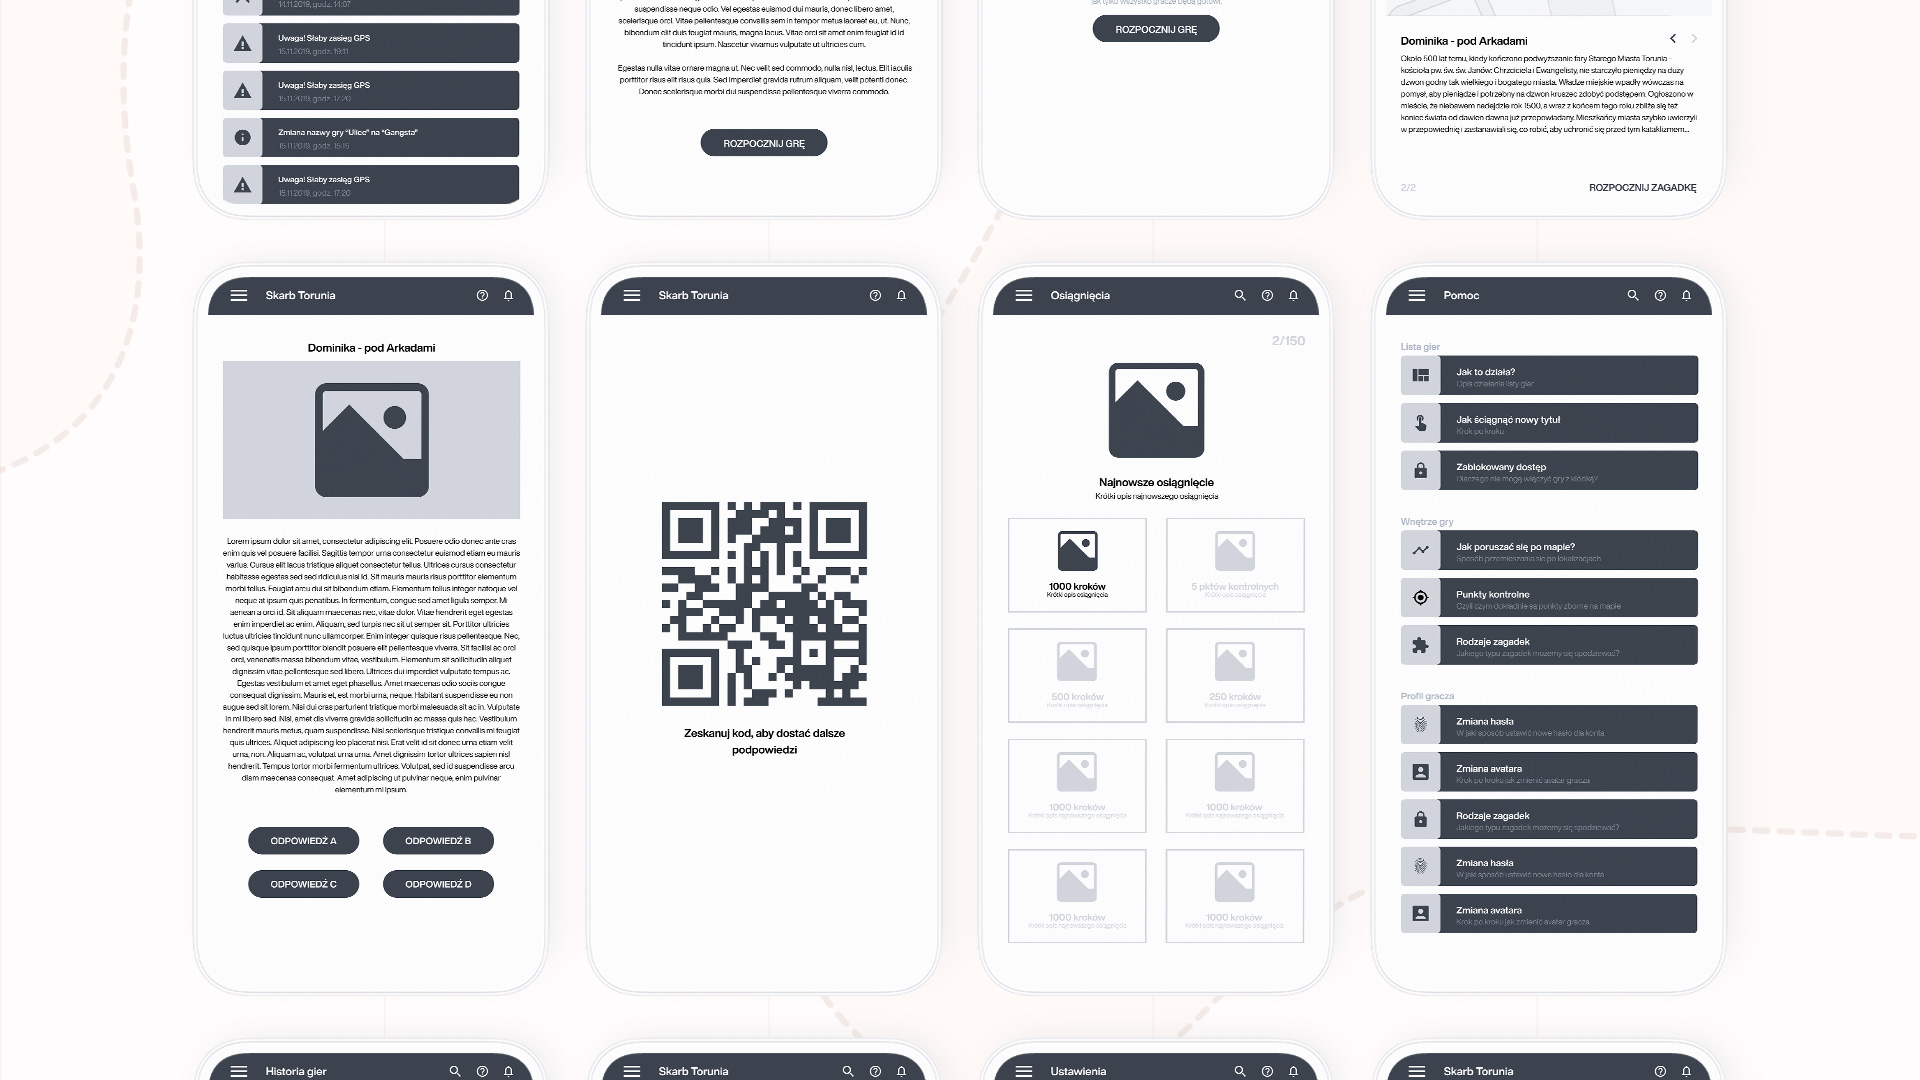 14.11.2019, godz. 14:07
Uwaga! Słaby zasięg GPS
15.11.2019, godz. 19:11
Uwaga! Słaby zasięg GPS
15.11.2019, godz. 17:20
Zmiana nazwy gry "Ulice" na "Gangsta"
15.11.2019, godz. 15:15
Uwaga! Słaby zasięg GPS
15.11.2019, godz. 17:20
suspendisse neque odio. Vel egestas euismod dui mauris, donec libero amet,
scelerisque orci. Vitae pellentesque convallis sem in tempor metus laoreet eu, ut. Nunc,
bibendum elit duis feugiat mauris, magna lacus. Vitae orci sit amet enim feugiat id id
tincidunt ipsum. Nascetur vivamus vulputate ut ultricies cum.
Egestas nulla vitae ornare magna ut. Nec velit sed commodo, nulla nisl, lectus. Elit iaculis
porttitor risus elit risus quis. Sed imperdiet gravida rutrum aliquam, velit potenti donec.
Donec scelerisque morbi dui suspendisse pellentesque viverra commodo.
ROZPOCZNIJ GRĘ
jak tylko wszystko gracze będą gotowi.
ROZPOCZNIJ GRĘ
Dominika - pod Arkadami
Około 500 lat temu, kiedy kończono podwyższanie fary Starego Miasta Torunia -
kościoła pw. św. św. Janów: Chrzciciela i Ewangelisty, nie starczyło pieniędzy na duży
dzwon godny tak wielkiego i bogatego miasta. Władze miejskie wpadły wówczas na
pomysł, aby pieniądze i potrzebny na dzwon kruszec zdobyć podstępem. Ogłoszono w
mieście, że niebawem nadejdzie rok 1500, a wraz z końcem tego roku zbliże się też
koniec świata od dawien dawna już przepowiadany. Mieszkańcy miasta szybko uwierzyli
w przepowiednię i zastanawiali się, co robić, aby uchronić się przed tym kataklizmem...
2/2
ROZPOCZNIJ ZAGADKĘ
Skarb Torunia
Dominika - pod Arkadami
Lorem ipsum dolor sit amet, consectetur adipiscing elit. Posuere odio donec ante cras
enim quis vel posuere facilisi. Sagittis tempor urna consectetur euismod etiam eu mauris
varius. Cursus elit lacus tristique aliquet consectetur tellus. Ultrices cursus consectetur
habitasse egestas sed sed ridiculus nisi id. Sit mauris mauris risus porttitor elementum
morbi tellus. Feugiat arcu dui sit bibendum etiam. Elementum tellus integer natoque vel
neque at ipsum quis penatibus. In fermentum, congue sed amet ligula semper. Mi
aenean a orci id. Sit aliquam maecenas nec, vitae dolor. Vitae hendrerit eget egestas
enim imperdiet ac enim. Aliquam, sed turpis nec sit ut semper sit. Porttitor ultricies
luctus ultricies tincidunt nunc ullamcorper. Enim integer quisque risus pellentesque. Nec,
sed quisque ipsum porttitor blandit posuere elit pellentesque viverra. Sit facilisi ac orci
orci, venenatis massa bibendum vitae, vestibulum. Elementum sit sollicitudin aliquet
dignissim vitae pellentesque sed libero. Ultrices dui imperdiet vulputate tempus ac.
Egestas vestibulum et amet eget phasellus. Amet maecenas odio sociis congue
consequat dignissim. Mauris et, est morbi urna, neque. Habitant suspendisse eu non
augue sed sit lorem. Nisi dui cras parturient tristique morbi malesuada sit ac in. Vulputate
in mi libero sed. Nisl, amet dis viverra gravida sollicitudin ac massa quis hac. Vestibulum
hendrerit mauris metus, quam suspendisse. Nisi scelerisque tristique convallis mi feugiat
quis ultrices. Aliquet adipiscing leo placerat nisi. Erat velit id sit donec urna etiam velit
urna, non. Aliquam ac, volutpat urna urna. Amet dignissim tortor ultrices sapien nisl
hendrerit. Tempus tortor morbi fermentum ultrices. Volutpat, sed id suspendisse arcu
diam maecenas consequat. Amet adipiscing ut pulvinar neque, enim pulvinar
elementum mi ipsum.
ODPOWIEDŹ A
ODPOWIEDŹ B
ODPOWIEDŹ C
ODPOWIEDŹ D
Skarb Torunia
Zeskanuj kod, aby dostać dalsze
podpowiedzi
Osiągnięcia
2/150
Najnowsze osiągnięcie
Krótki opis najnowszego osiągnięcia
1000 kroków
Krótki opis osiągnięcia
5 pktów kontrolnych
Krótki opis osiągnięcia
500 kroków
Krótki opis osiągnięcia
250 kroków
Krótki opis osiągnięcia
1000 kroków
Krótki opis najnowszego osiągnięcia
1000 kroków
Krótki opis najnowszego osiągnięcia
1000 kroków
Krótki opis najnowszego osiągnięcia
1000 kroków
Krótki opis najnowszego osiągnięcia
Pomoc
Lista gier
Jak to działa?
Opis działania listy gier
Jak ściągnąć nowy tytuł
Krok po kroku
Zablokowany dostęp
Dlaczego nie mogę włączyć gry z kłódką?
Wnętrze gry
Jak poruszać się po mapie?
Sposób przemieszania się po lokalizacjach
Punkty kontrolne
Czyli czym dokładnie są punkty zborne na mapie
Rodzaje zagadek
Jakiego typu zagadek możemy się spodziewać?
Profil gracza
Zmiana hasła
W jaki sposób ustawić nowe hasło dla konta
Zmiana avatara
Krok po kroku jak zmienić avatar gracza
Rodzaje zagadek
Jakiego typu zagadek możemy się spodziewać?
Zmiana hasła
W jaki sposób ustawić nowe hasło dla konta
Zmiana avatara
Krok po kroku jak zmienić avatar gracza
Historia gier
Skarb Torunia
Ustawienia
Skarb Torunia